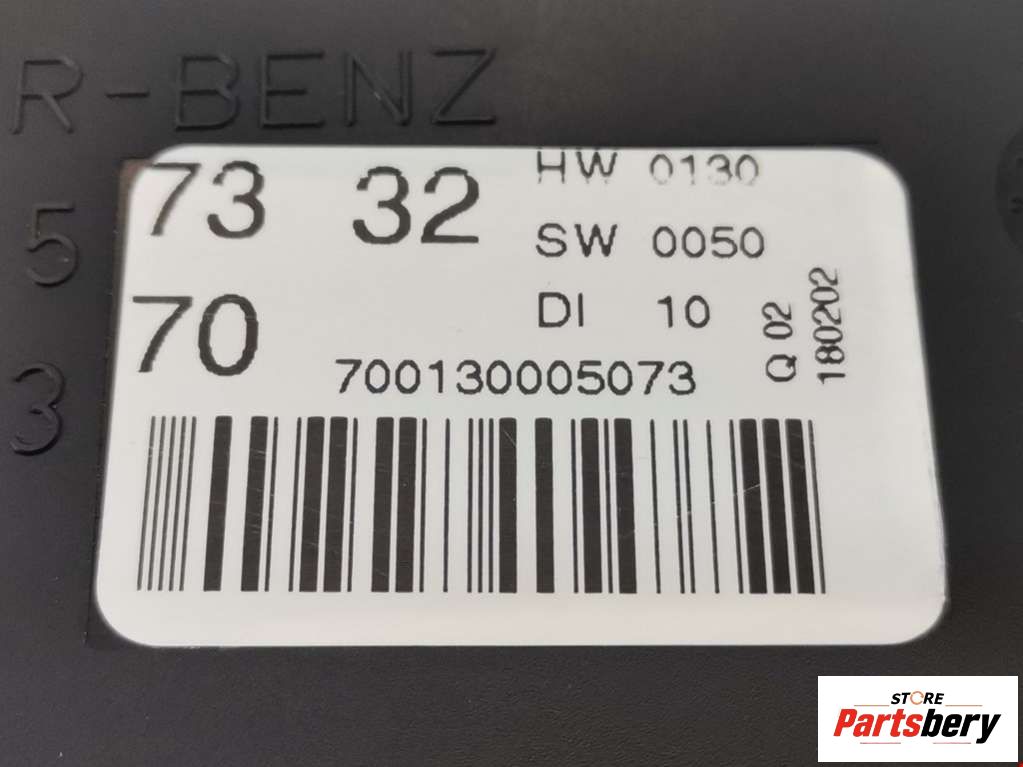 R-BENZ
5
3
73 32
70
HW 0130
SW 0050
DI 10
700130005073
Q 02
180202
STORE
Partsbery